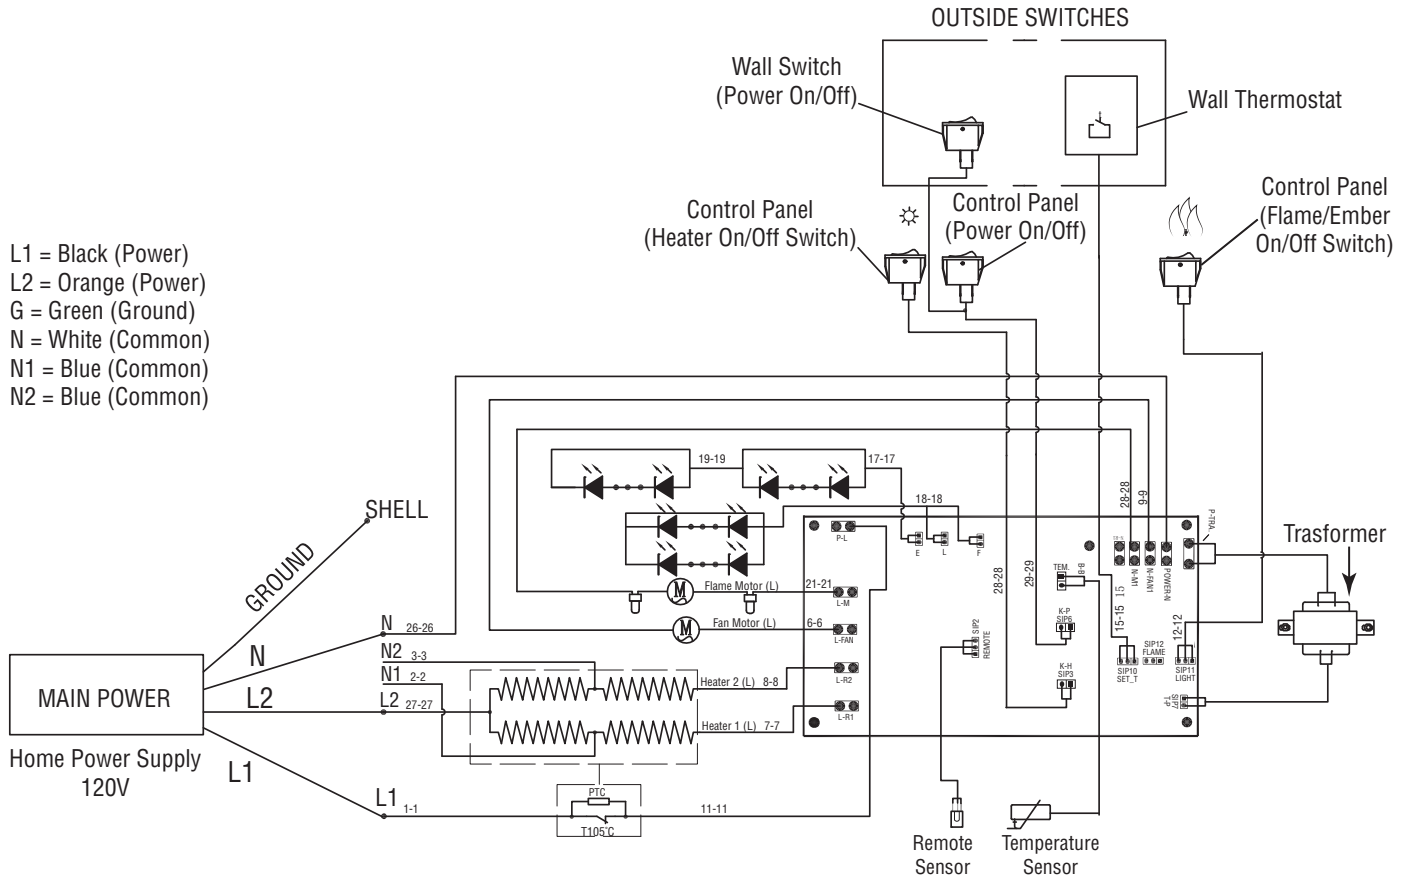 OUTSIDE SWITCHES
Wall Switch
(Power On/Off)
Wall Thermostat
Control Panel
(Heater On/Off Switch)
Control Panel
(Power On/Off)
Control Panel
(Flame/Ember
On/Off Switch)
L1 = Black (Power)
L2 = Orange (Power)
G = Green (Ground)
N = White (Common)
N1 = Blue (Common)
N2 = Blue (Common)
19-19
17-17
18-18
28-28
9-9
P-TRA.
SHELL
GROUND
P-L
E
L
F
Trasformer
N-M1
N-FAN1
POWER-N
TEM.
8-8
28-28
29-29
15-15
15
12-12
Flame Motor (L)
21-21
L-M
M
Fan Motor (L)
6-6
L-FAN
M
K-P
SIP6
SIP2
REMOTE
SIP12
FLAME
SIP10
SET_T
SIP11
LIGHT
K-H
SIP3
SIP7
T-P
N
N
26-26
N2
3-3
N1
2-2
L2
L2
27-27
Heater 2 (L)
8-8
L-R2
Heater 1 (L)
7-7
L-R1
MAIN POWER
Home Power Supply
120V
L1
L1
1-1
PTC
T105°C
11-11
Remote
Sensor
Temperature
Sensor